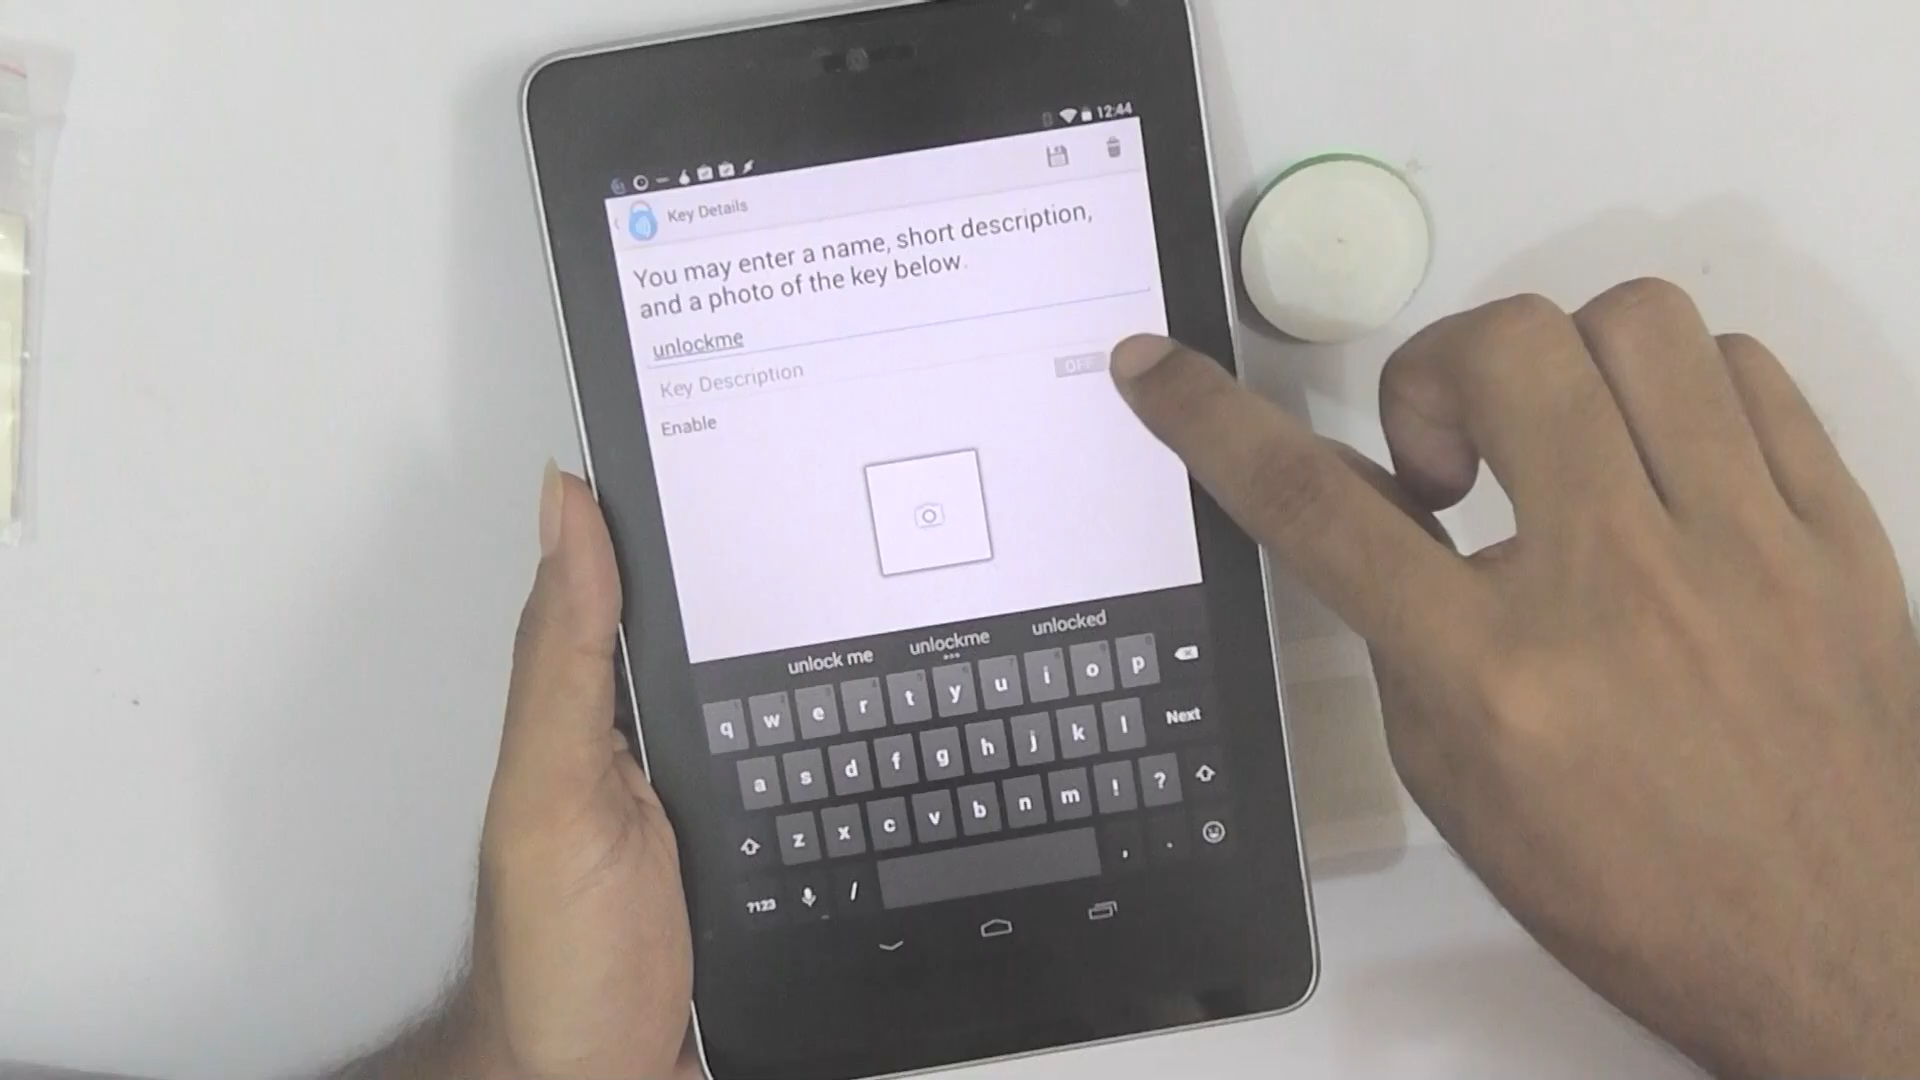 12:44
Key Details
You may enter a name, short description,
and a photo of the key below.
unlockme
Key Description
OFF
Enable
unlock me unlockme unlocked
q w e r t y u i o p
a s d f g h j k l Next
z x c v b n m ! ?
?123 / , .